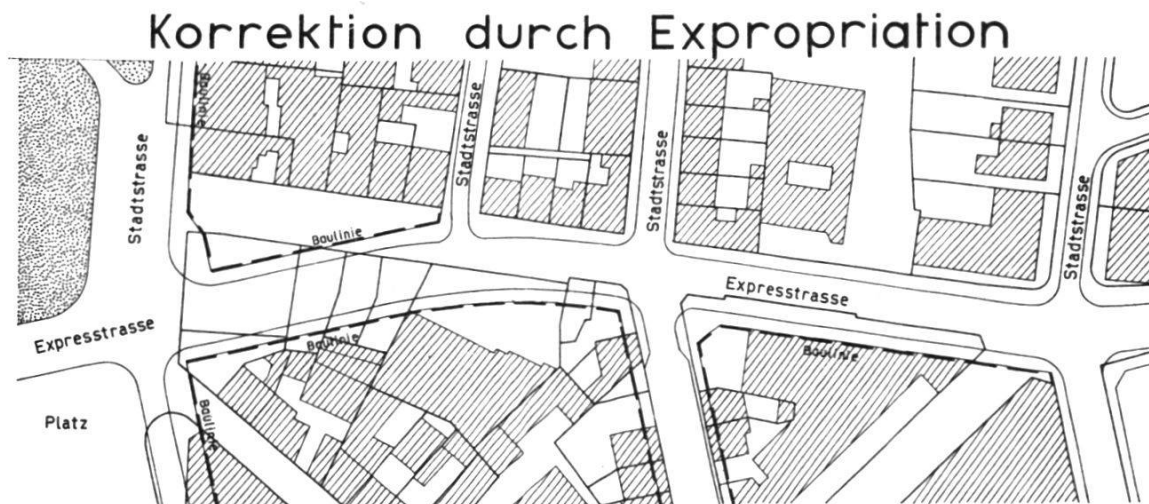 Korrektion durch Expropriation
Baulinie
Stadtstrasse
Stadtstrasse
Stadtstrasse
Stadtstrasse
Baulinie
Expresstrasse
Expresstrasse
Baulinie
Baulinie
Baulinie
Platz